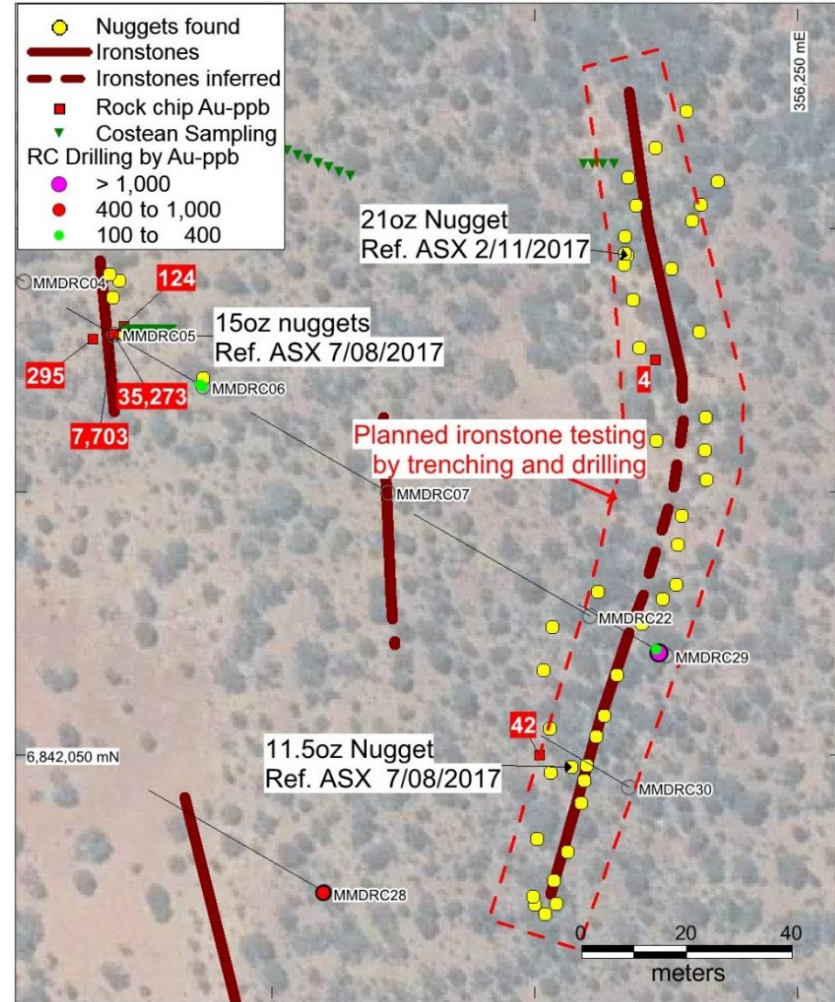 Nuggets found
Ironstones
Ironstones inferred
Rock chip Au-ppb
Costean Sampling
RC Drilling by Au-ppb
> 1,000
400 to 1,000
100 to 400
356,250 mE
21oz Nugget
Ref. ASX 2/11/2017
MMDRC04
124
15oz nuggets
Ref. ASX 7/08/2017
MMDRC05
295
35,273
MMDRC06
7,703
4
Planned ironstone testing
by trenching and drilling
MMDRC07
MMDRC22
MMDRC29
42
11.5oz Nugget
Ref. ASX 7/08/2017
6,842,050 mN
MMDRC30
MMDRC28
0 20 40
meters